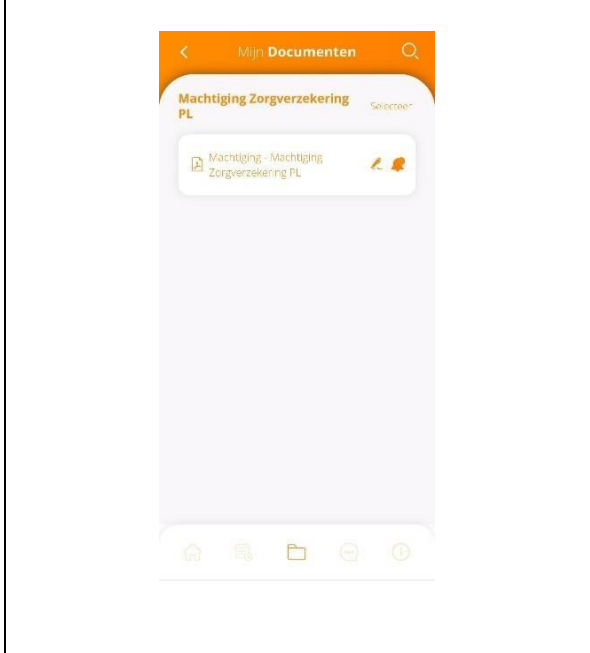 Mijn Documenten
Machtiging Zorgverzekering
PL
Selecteer
Machtiging - Machtiging
Zorgverzekering PL